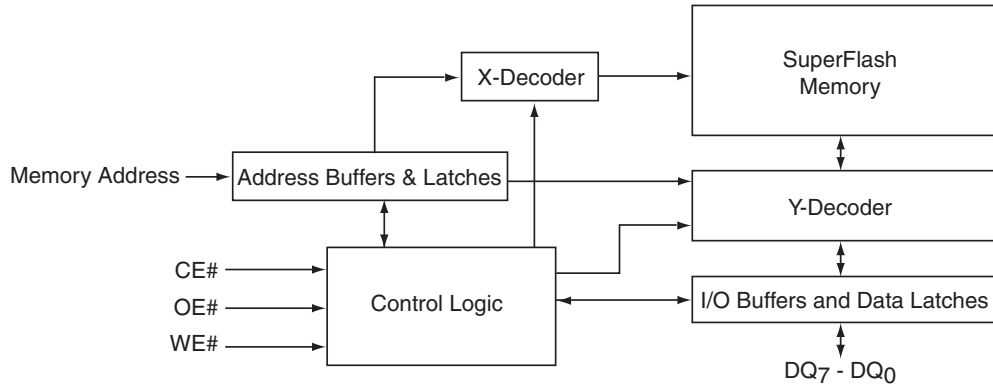 SuperFlash
Memory
X-Decoder
Memory Address
Address Buffers & Latches
Y-Decoder
CE#
OE#
WE#
Control Logic
I/O Buffers and Data Latches
DQ7 - DQ0